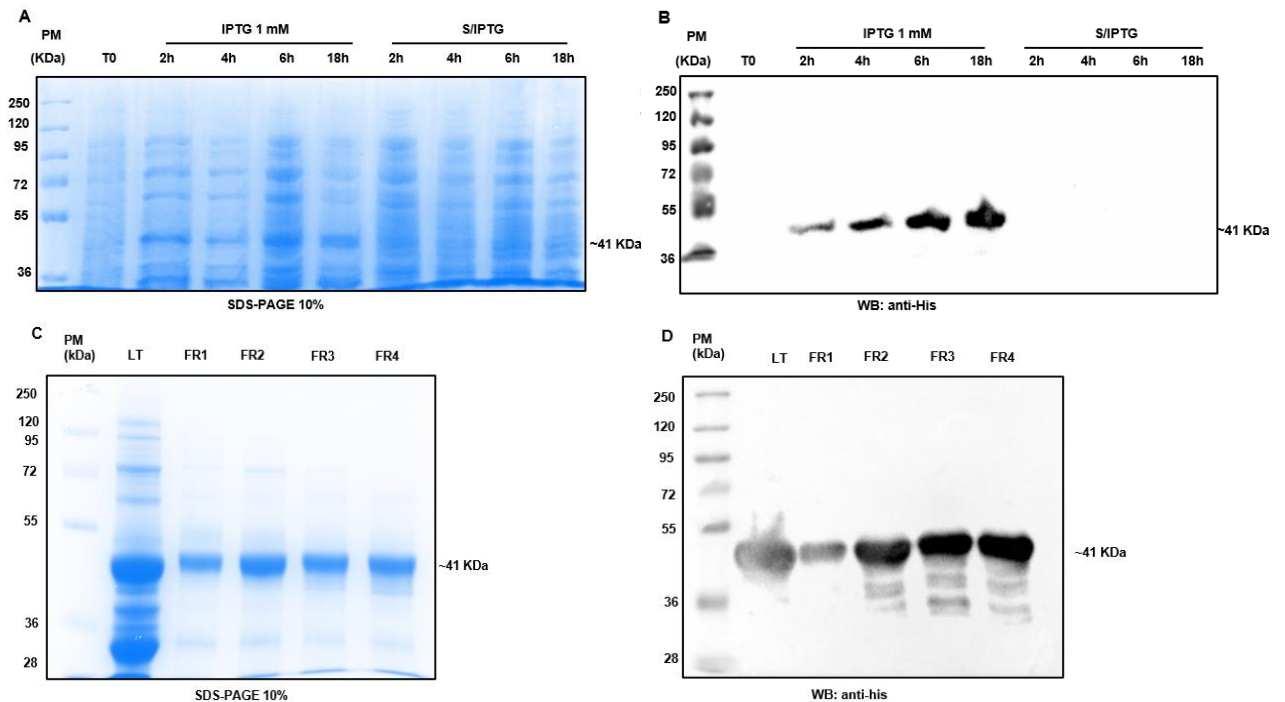 A
IPTG 1 mM
S/IPTG
PM
(KDa)
T0
2h
4h
6h
18h
2h
4h
6h
18h
250
120
95
72
55
36
~41 KDa
SDS-PAGE 10%
B
IPTG 1 mM
S/IPTG
PM
(KDa)
T0
2h
4h
6h
18h
2h
4h
6h
18h
250
120
95
72
55
36
~41 KDa
WB: anti-His
C
PM
(kDa)
LT
FR1
FR2
FR3
FR4
250
120
95
72
55
36
28
~41 KDa
SDS-PAGE 10%
D
PM
(kDa)
LT
FR1
FR2
FR3
FR4
250
120
95
72
55
36
28
~41 KDa
WB: anti-his